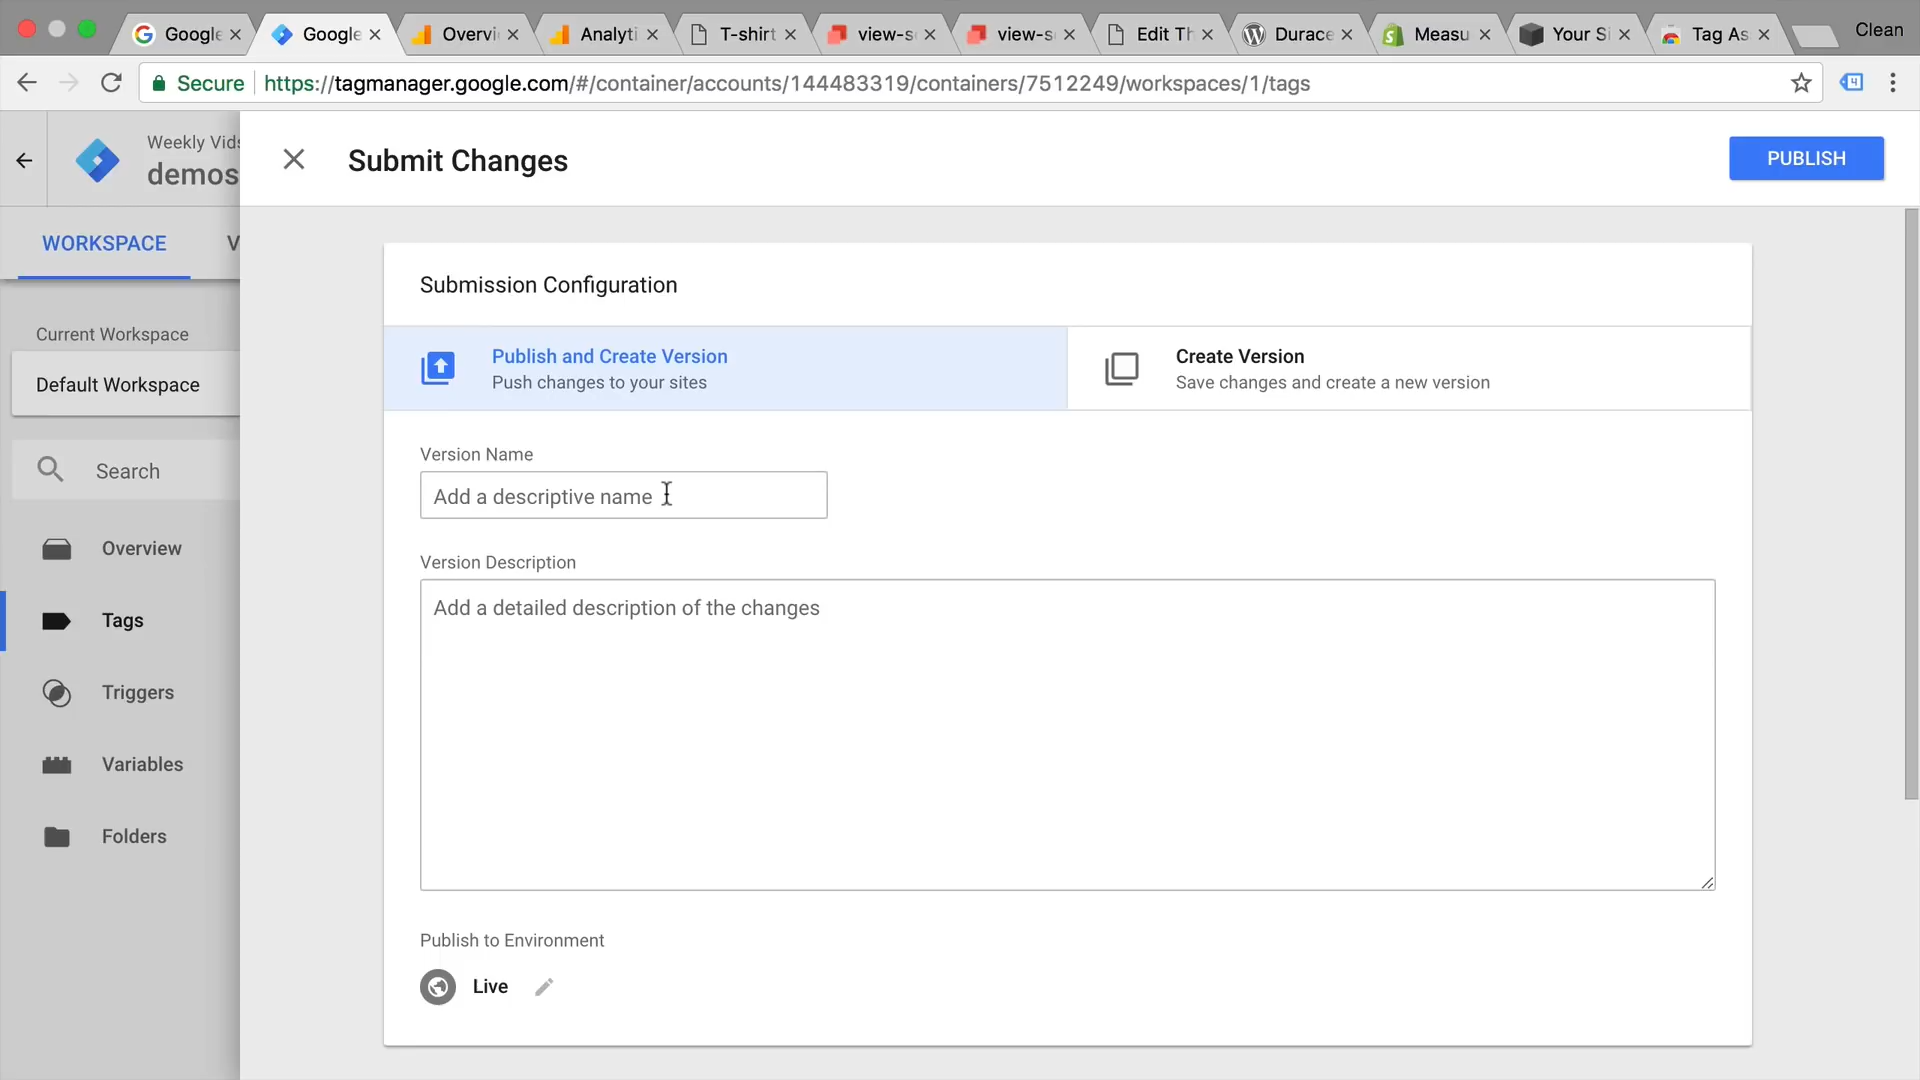 Google
Google
Overvi
Analyti
T-shirt
view-s
view-s
Edit Th
Durace
Measu
Your Si
Tag As
Clean
Secure
https://tagmanager.google.com/#/container/accounts/144483319/containers/7512249/workspaces/1/tags
Weekly Vids
demos
Submit Changes
PUBLISH
WORKSPACE
V
Submission Configuration
Current Workspace
Default Workspace
Publish and Create Version
Push changes to your sites
Create Version
Save changes and create a new version
Search
Version Name
Add a descriptive name
Overview
Version Description
Add a detailed description of the changes
Tags
Triggers
Variables
Folders
Publish to Environment
Live